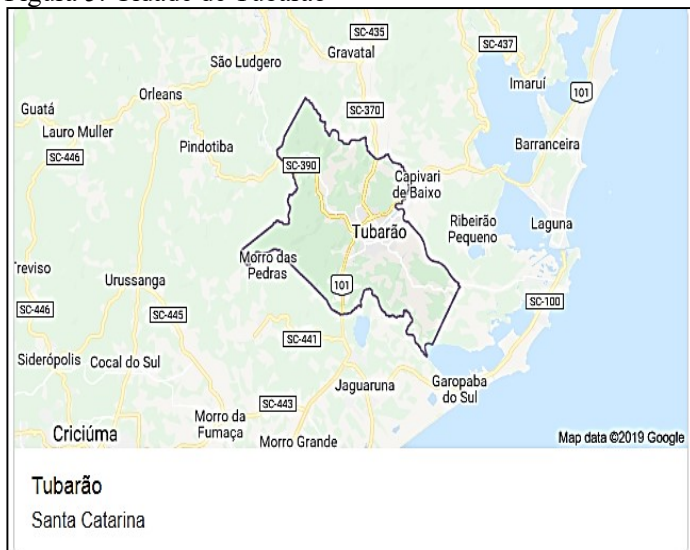 SC-435
Gravatal
SC-437
São Ludgero
Imaruí
101
Orleans
Guatá
SC-370
Lauro Muller
SC-446
Pindotiba
Barranceira
SC-390
Capivari
de Baixo
Ribeirão
Pequeno
Laguna
Tubarão
Morro das
Pedras
Treviso
Urussanga
101
SC-100
SC-446
SC-445
SC-441
Siderópolis
Cocal do Sul
Jaguaruna
Garopaba
do Sul
SC-443
Morro da
Fumaça
Criciúma
Morro Grande
Map data ©2019 Google
Tubarão
Santa Catarina